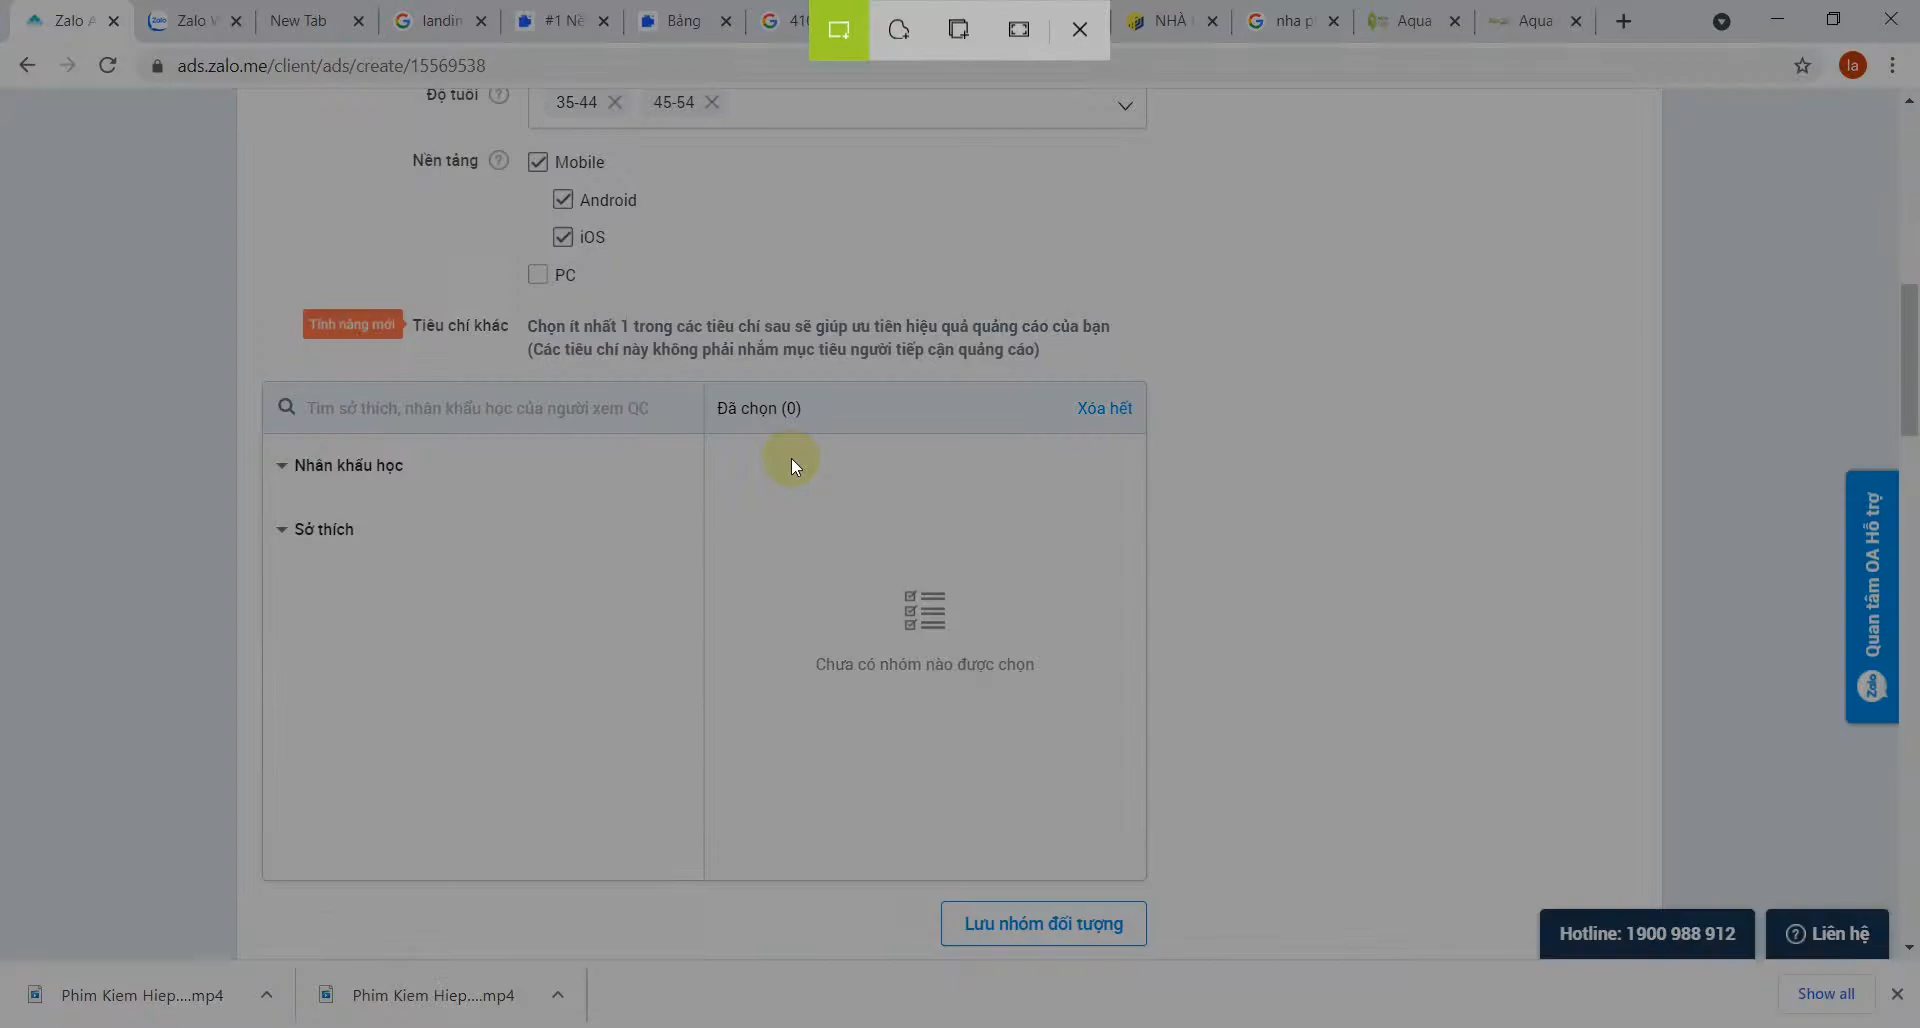 Zalo A
Zalo V
New Tab
landin
#1 Nề
Bảng
NHÀ
nha p
Aqua
Aqua
ads.zalo.me/client/ads/create/15569538
la
Độ tuổi
35-44
45-54
Nền tảng
Mobile
Android
iOS
PC
Tính năng mới
Tiêu chí khác
Chọn ít nhất 1 trong các tiêu chí sau sẽ giúp ưu tiên hiệu quả quảng cáo của bạn
(Các tiêu chí này không phải nhắm mục tiêu người tiếp cận quảng cáo)
Tìm sở thích, nhân khẩu học của người xem QC
Đã chọn (0)
Xóa hết
Nhân khẩu học
Sở thích
Chưa có nhóm nào được chọn
Quan tâm OA Hỗ trợ
Zalo
Lưu nhóm đối tượng
Hotline: 1900 988 912
Liên hệ
Phim Kiem Hiep....mp4
Phim Kiem Hiep....mp4
Show all